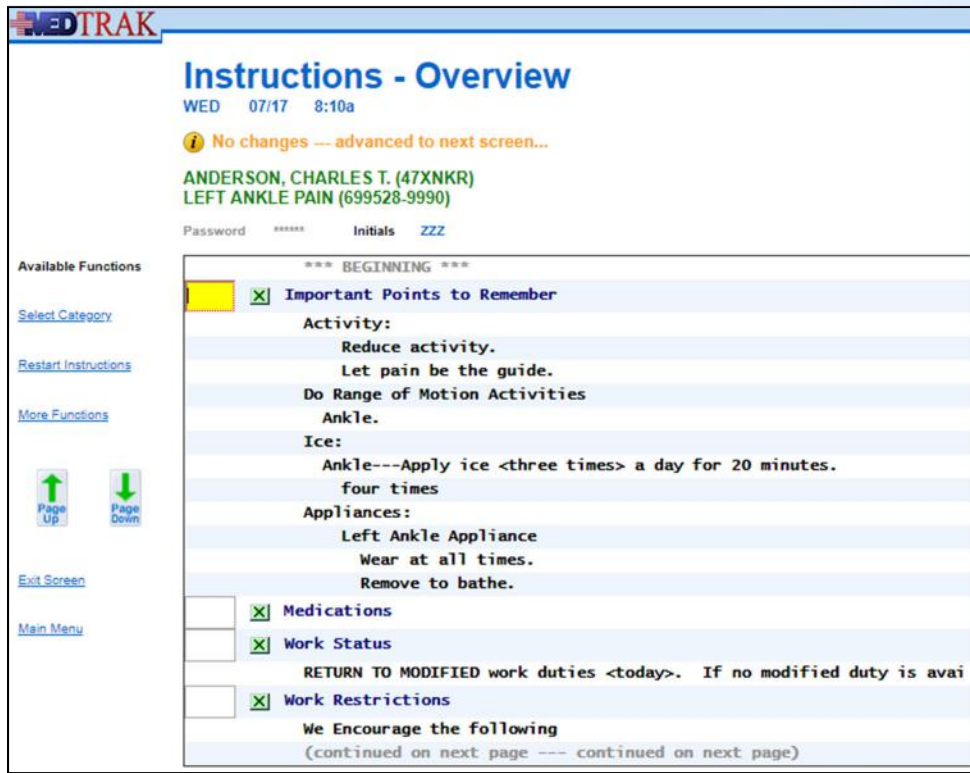 MEDTRAK
Instructions - Overview
WED 07/17 8:10a
i No changes --- advanced to next screen...
ANDERSON, CHARLES T. (47XNKR)
LEFT ANKLE PAIN (699528-9990)
Password ****** Initials ZZZ
Available Functions
Select Category
Restart Instructions
More Functions
Page Up
Page Down
Exit Screen
Main Menu
*** BEGINNING ***
X Important Points to Remember
Activity:
Reduce activity.
Let pain be the guide.
Do Range of Motion Activities
Ankle.
Ice:
Ankle---Apply ice <three times> a day for 20 minutes.
four times
Appliances:
Left Ankle Appliance
Wear at all times.
Remove to bathe.
X Medications
X Work Status
RETURN TO MODIFIED work duties <today>. If no modified duty is avai
X Work Restrictions
We Encourage the following
(continued on next page --- continued on next page)